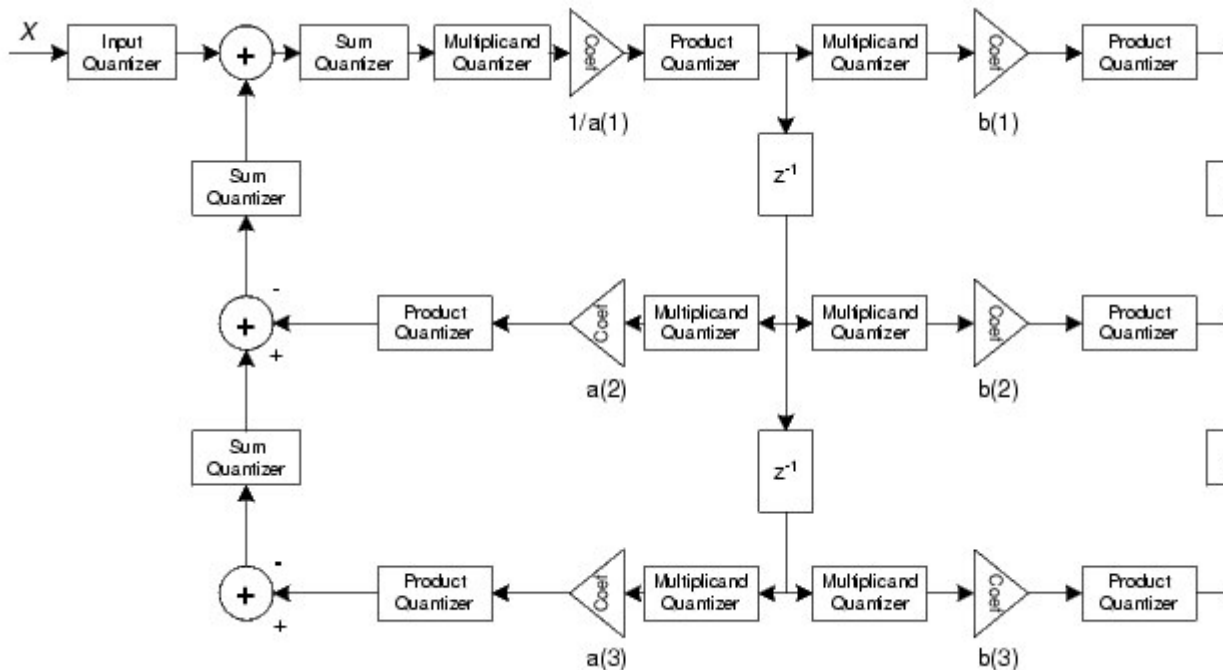 X
Input
Quantizer
+
Sum
Quantizer
Multiplicand
Quantizer
Coef
Product
Quantizer
Multiplicand
Quantizer
Coef
Product
Quantizer
1/a(1)
b(1)
z-1
Sum
Quantizer
-
+
+
Product
Quantizer
Coef
Multiplicand
Quantizer
Multiplicand
Quantizer
Coef
Product
Quantizer
a(2)
b(2)
Sum
Quantizer
z-1
-
+
+
Product
Quantizer
Coef
Multiplicand
Quantizer
Multiplicand
Quantizer
Coef
Product
Quantizer
a(3)
b(3)